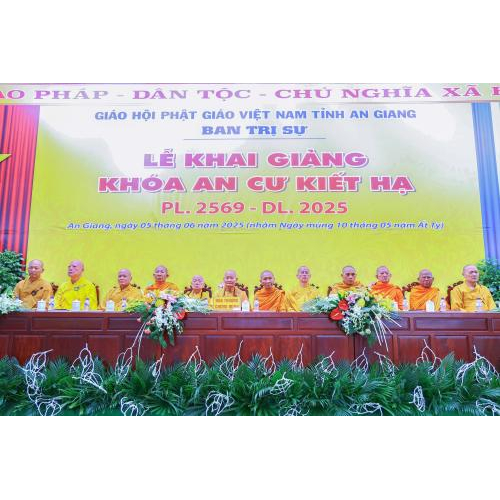 PHÁP - DÂN TỘC - CHỦ NGHĨA XÃ
GIÁO HỘI PHẬT GIÁO VIỆT NAM TỈNH AN GIANG
BAN TRỊ SỰ
LỄ KHAI GIẢNG
KHÓA AN CƯ KIẾT HẠ
PL. 2569 - DL. 2025
An Giang, ngày 05 tháng 06 năm 2025 (nhằm Ngày mùng 10 tháng 05 năm Ất Tỵ)